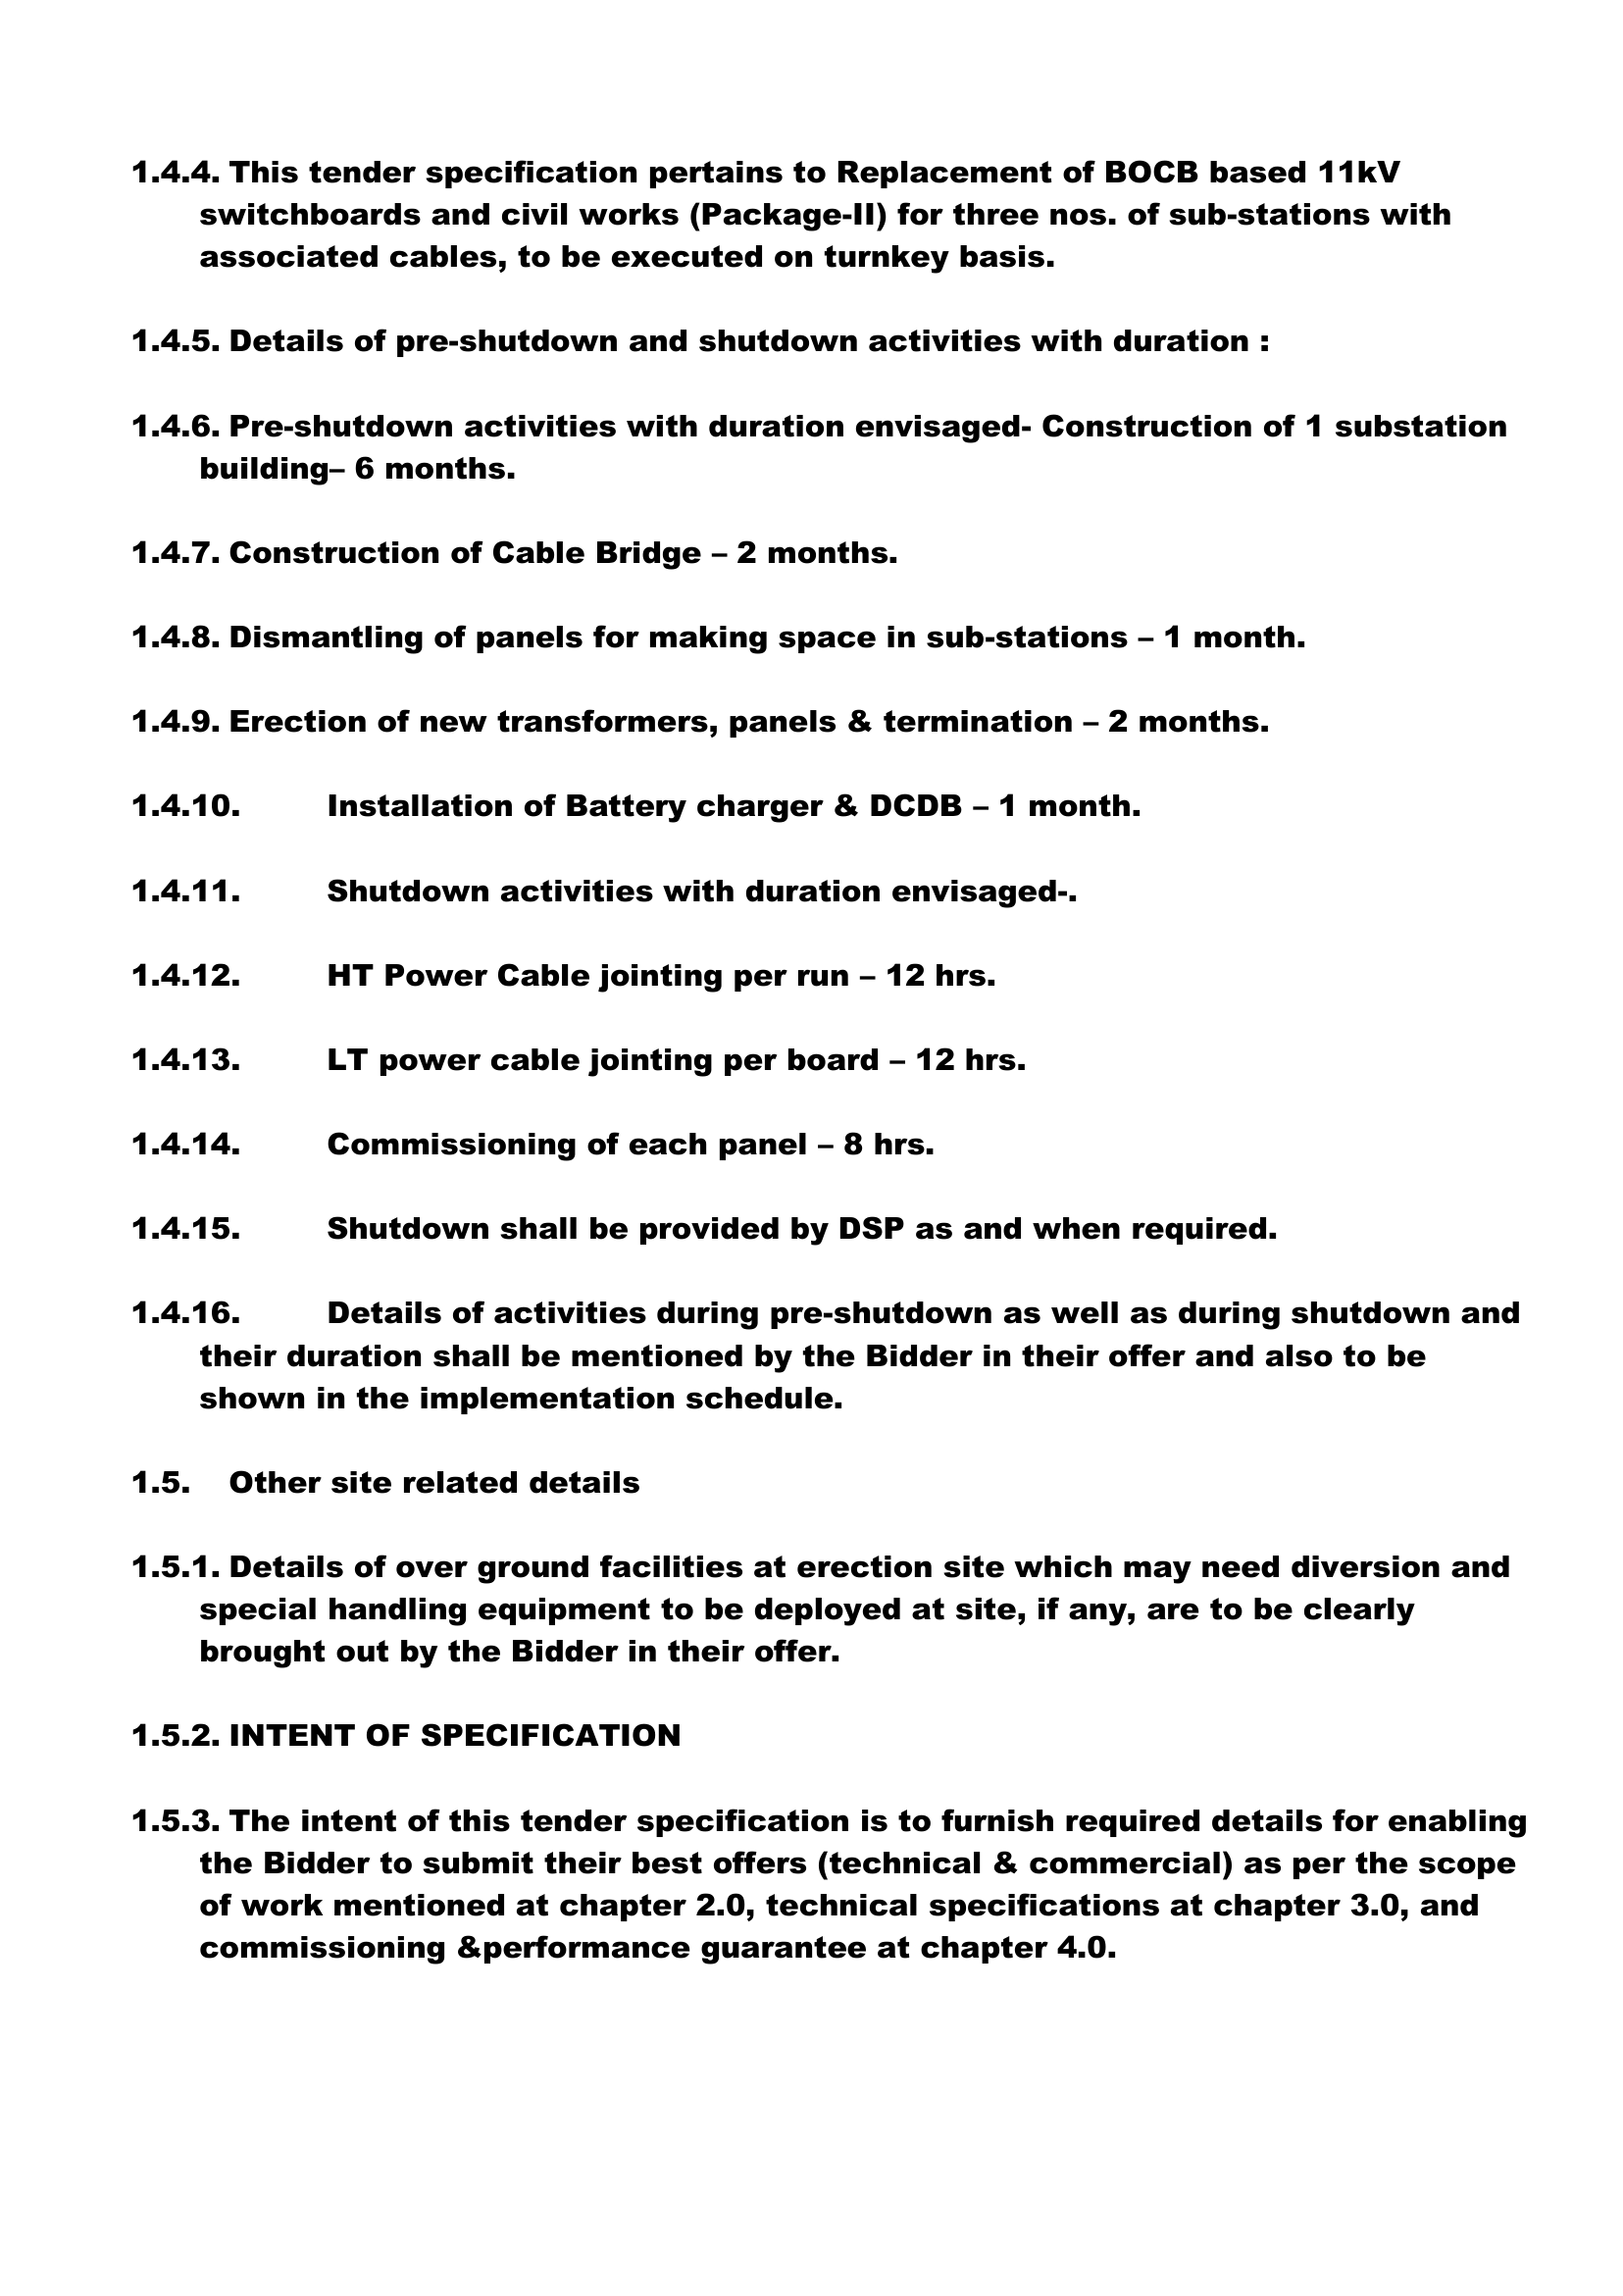 1.4.4. This tender specification pertains to Replacement of BOCB based 11kV
switchboards and civil works (Package-II) for three nos. of sub-stations with
associated cables, to be executed on turnkey basis.
1.4.5. Details of pre-shutdown and shutdown activities with duration :
1.4.6. Pre-shutdown activities with duration envisaged- Construction of 1 substation
building– 6 months.
1.4.7. Construction of Cable Bridge – 2 months.
1.4.8. Dismantling of panels for making space in sub-stations – 1 month.
1.4.9. Erection of new transformers, panels & termination – 2 months.
1.4.10. Installation of Battery charger & DCDB – 1 month.
1.4.11. Shutdown activities with duration envisaged-.
1.4.12. HT Power Cable jointing per run – 12 hrs.
1.4.13. LT power cable jointing per board – 12 hrs.
1.4.14. Commissioning of each panel – 8 hrs.
1.4.15. Shutdown shall be provided by DSP as and when required.
1.4.16. Details of activities during pre-shutdown as well as during shutdown and
their duration shall be mentioned by the Bidder in their offer and also to be
shown in the implementation schedule.
1.5. Other site related details
1.5.1. Details of over ground facilities at erection site which may need diversion and
special handling equipment to be deployed at site, if any, are to be clearly
brought out by the Bidder in their offer.
1.5.2. INTENT OF SPECIFICATION
1.5.3. The intent of this tender specification is to furnish required details for enabling
the Bidder to submit their best offers (technical & commercial) as per the scope
of work mentioned at chapter 2.0, technical specifications at chapter 3.0, and
commissioning &performance guarantee at chapter 4.0.